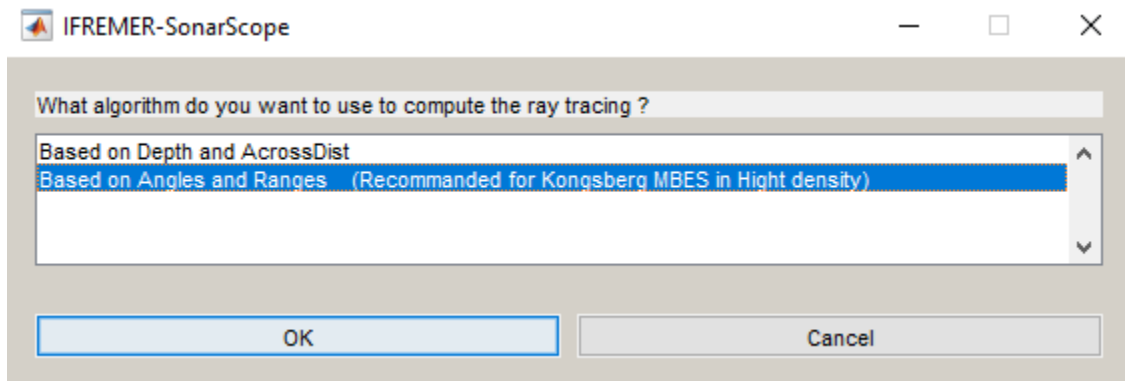 IFREMER-SonarScope
What algorithm do you want to use to compute the ray tracing ?
Based on Depth and AcrossDist
Based on Angles and Ranges (Recommanded for Kongsberg MBES in Hight density)
OK
Cancel